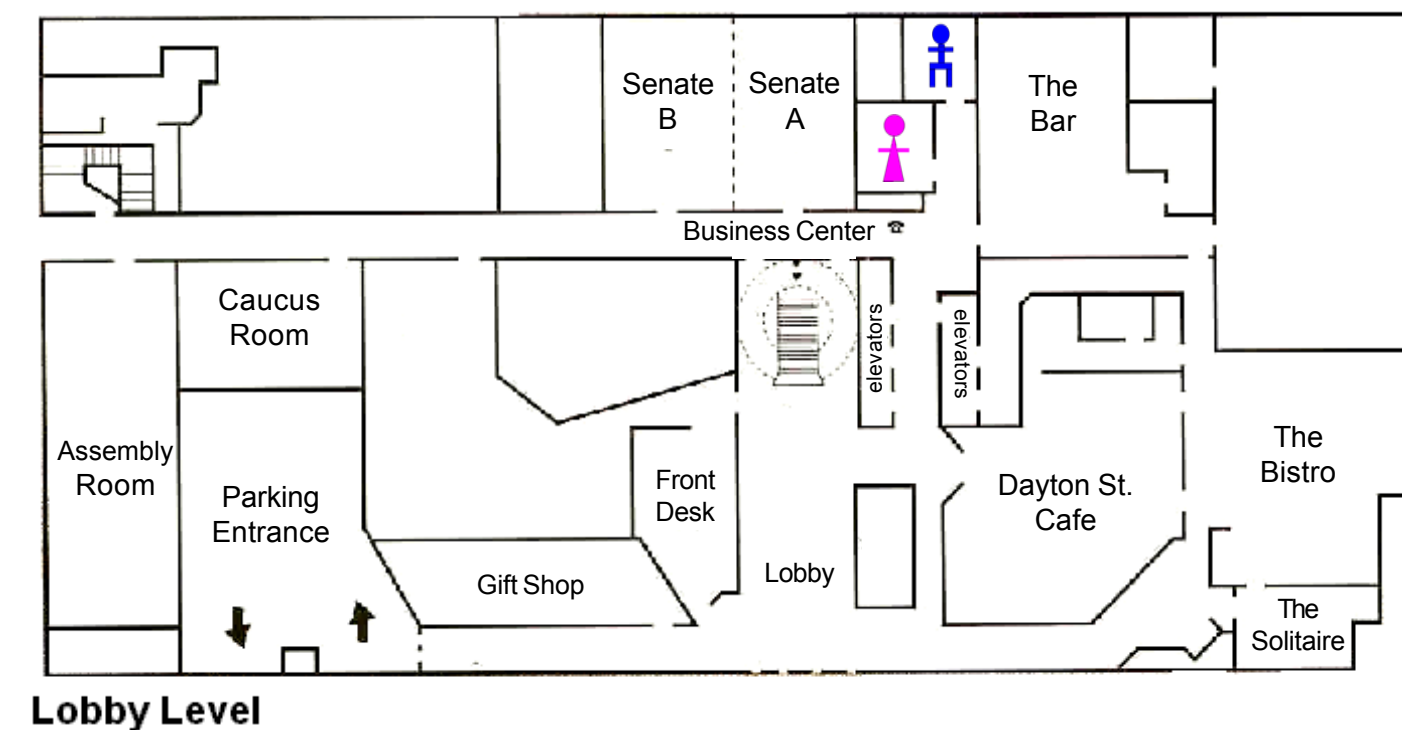 Senate
B
Senate
A
The
Bar
Business Center
Caucus
Room
elevators
elevators
Assembly
Room
Parking
Entrance
Front
Desk
Dayton St.
Cafe
The
Bistro
Gift Shop
Lobby
The
Solitaire
Lobby Level